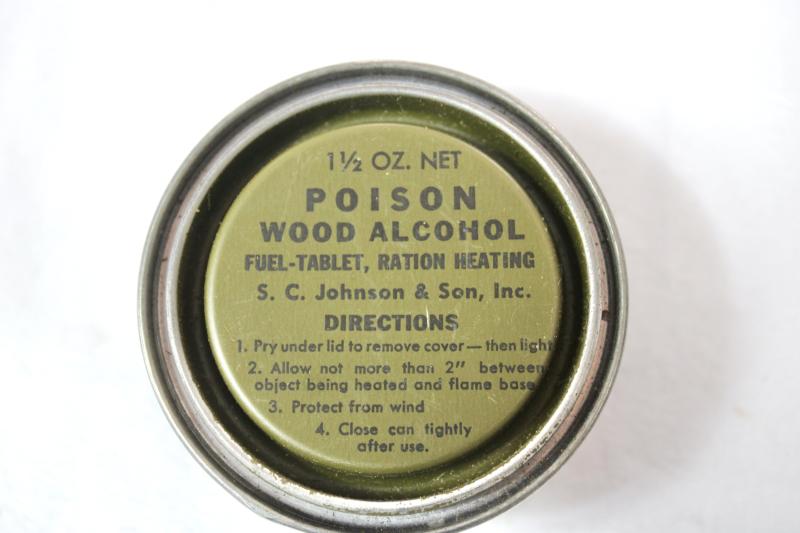 1½ OZ. NET
POISON
WOOD ALCOHOL
FUEL-TABLET, RATION HEATING
S. C. Johnson & Son, Inc.
DIRECTIONS
1. Pry under lid to remove cover — then light
2. Allow not more than 2" between
object being heated and flame base
3. Protect from wind
4. Close can tightly
after use.